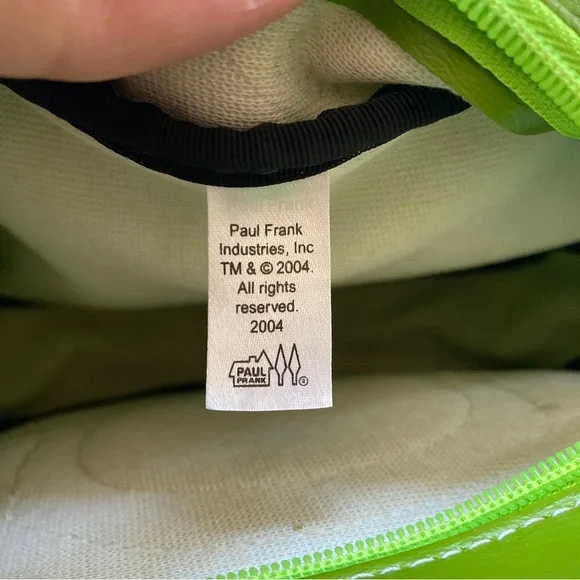 Paul Frank
Industries, Inc
TM & © 2004.
All rights
reserved.
2004
PAUL
FRANK
®